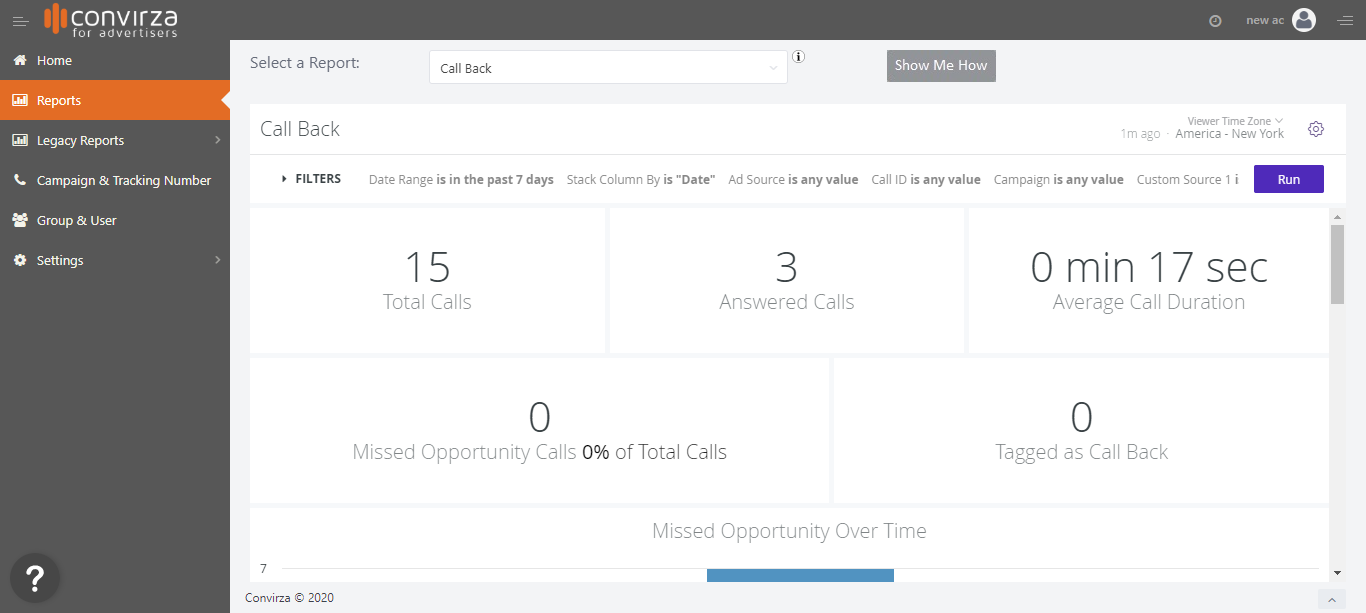 convirza
for advertisers
new ac
Home
Reports
Legacy Reports
Campaign & Tracking Number
Group & User
Settings
?
Select a Report:
Call Back
i
Show Me How
Call Back
1m ago ·
Viewer Time Zone
America - New York
FILTERS Date Range is in the past 7 days Stack Column By is "Date" Ad Source is any value Call ID is any value Campaign is any value Custom Source 1 i
Run
15
Total Calls
3
Answered Calls
0 min 17 sec
Average Call Duration
0
Missed Opportunity Calls 0% of Total Calls
0
Tagged as Call Back
Missed Opportunity Over Time
7
Convirza © 2020